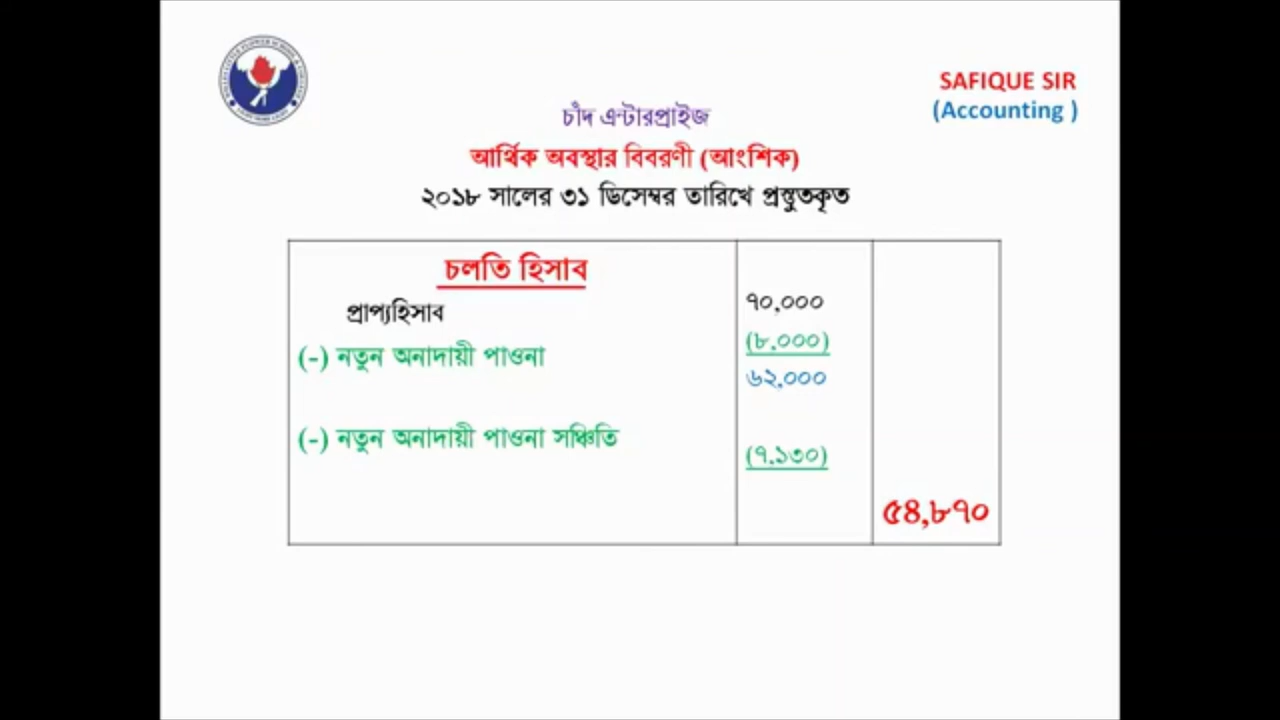 SAFIQUE SIR
(Accounting )
চাঁদ এন্টারপ্রাইজ
আর্থিক অবস্থার বিবরণী (আংশিক)
২০১৮ সালের ৩১ ডিসেম্বর তারিখে প্রস্তুতকৃত
চলতি হিসাব
প্রাপ্যহিসাব ৭০,০০০
(-) নতুন অনাদায়ী পাওনা (৮,০০০)
৬২,০০০
(-) নতুন অনাদায়ী পাওনা সঞ্চিতি (৭,১৩০)
৫৪,৮৭০